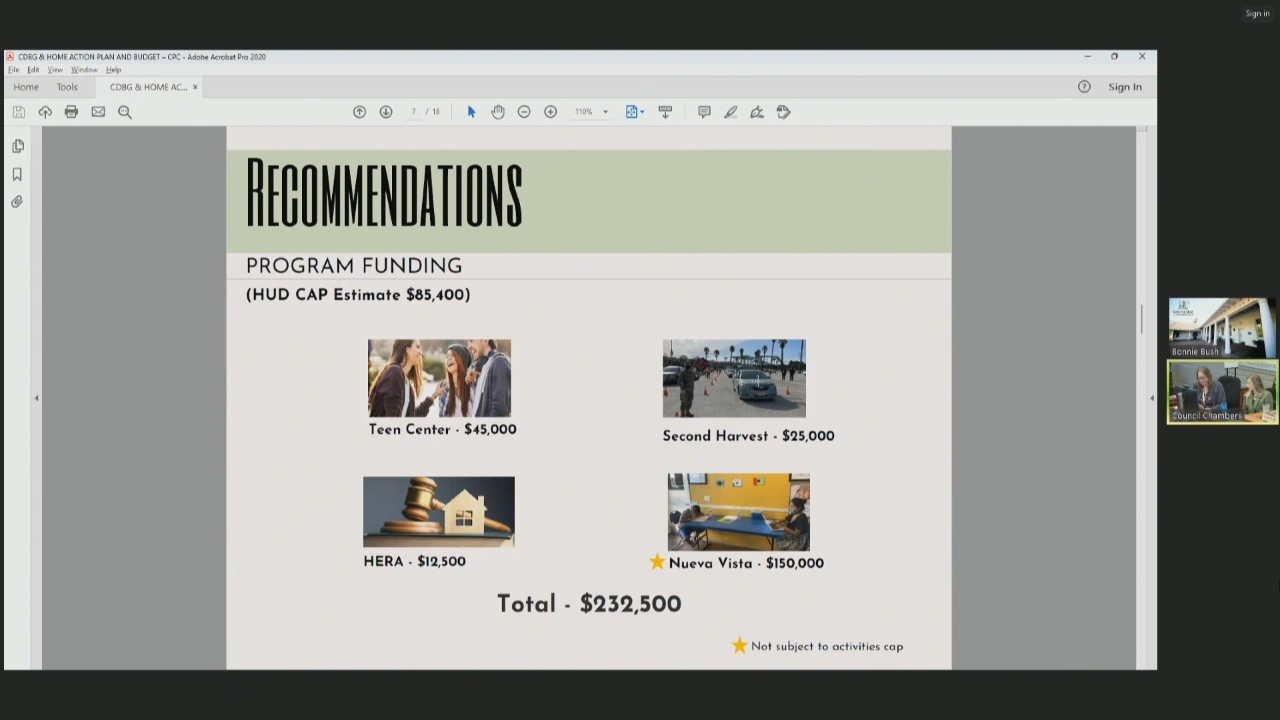 Sign in
CDBG & HOME ACTION PLAN AND BUDGET - CPC - Adobe Acrobat Pro 2020
File Edit View Window Help
Home Tools CDBG & HOME AC... ×
Sign In
7 / 18
110%
RECOMMENDATIONS
PROGRAM FUNDING
(HUD CAP Estimate $85,400)
Teen Center - $45,000
Second Harvest - $25,000
HERA - $12,500
Nueva Vista - $150,000
Total - $232,500
Not subject to activities cap
Bonnie Bush
Council Chambers